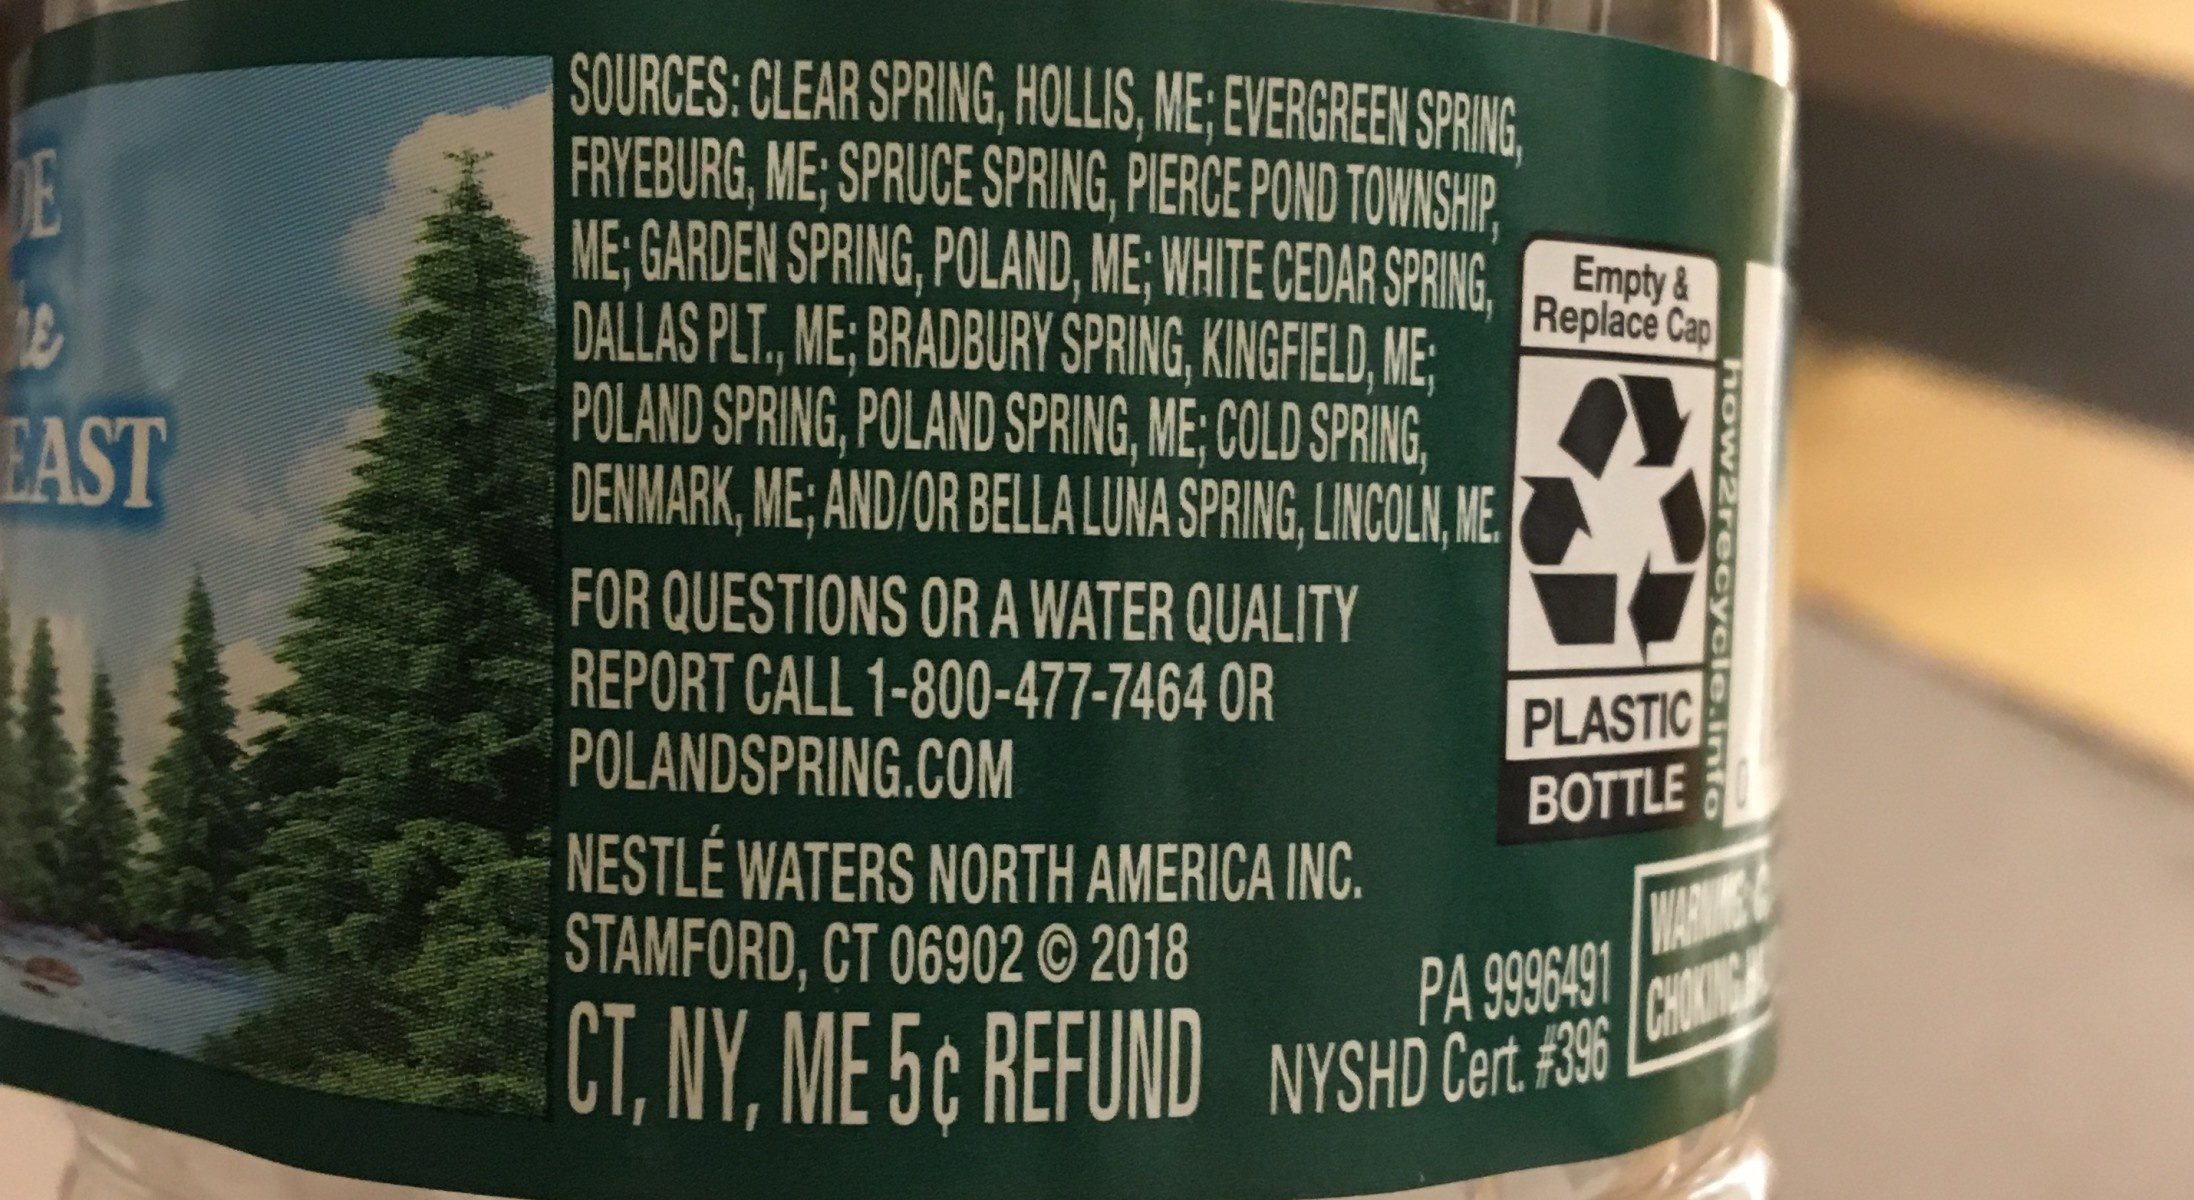 DE
he
EAST
SOURCES: CLEAR SPRING, HOLLIS, ME; EVERGREEN SPRING,
FRYEBURG, ME; SPRUCE SPRING, PIERCE POND TOWNSHIP,
ME; GARDEN SPRING, POLAND, ME; WHITE CEDAR SPRING,
DALLAS PLT., ME; BRADBURY SPRING, KINGFIELD, ME;
POLAND SPRING, POLAND SPRING, ME; COLD SPRING,
DENMARK, ME; AND/OR BELLA LUNA SPRING, LINCOLN, ME.
FOR QUESTIONS OR A WATER QUALITY
REPORT CALL 1-800-477-7464 OR
POLANDSPRING.COM
NESTLÉ WATERS NORTH AMERICA INC.
STAMFORD, CT 06902 © 2018
CT, NY, ME 5¢ REFUND
PA 9996491
NYSHD Cert. #396
Empty &
Replace Cap
PLASTIC
BOTTLE
how2recycle.info
WARNING:
CHOKING